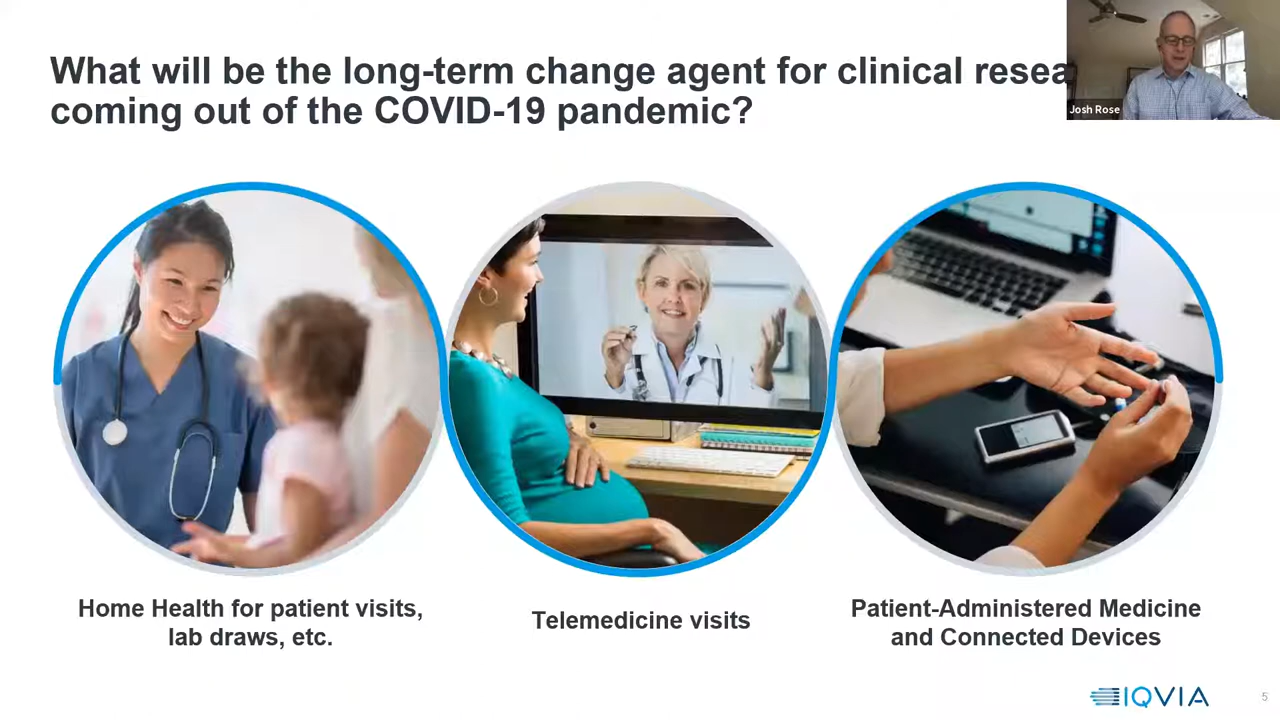 What will be the long-term change agent for clinical resea
coming out of the COVID-19 pandemic?
Josh Rose
Home Health for patient visits,
lab draws, etc.
Telemedicine visits
Patient-Administered Medicine
and Connected Devices
IQVIA
5